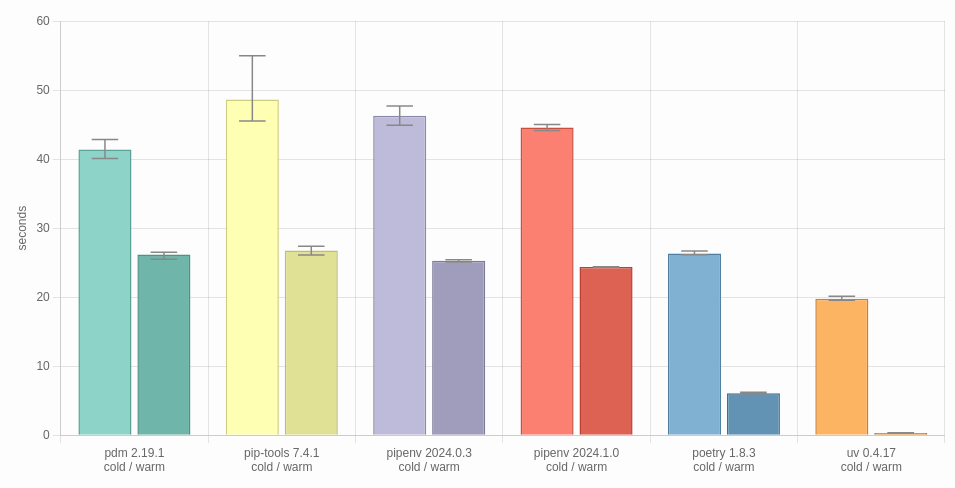 60
50
40
30
20
10
0
seconds
pdm 2.19.1
cold / warm
pip-tools 7.4.1
cold / warm
pipenv 2024.0.3
cold / warm
pipenv 2024.1.0
cold / warm
poetry 1.8.3
cold / warm
uv 0.4.17
cold / warm